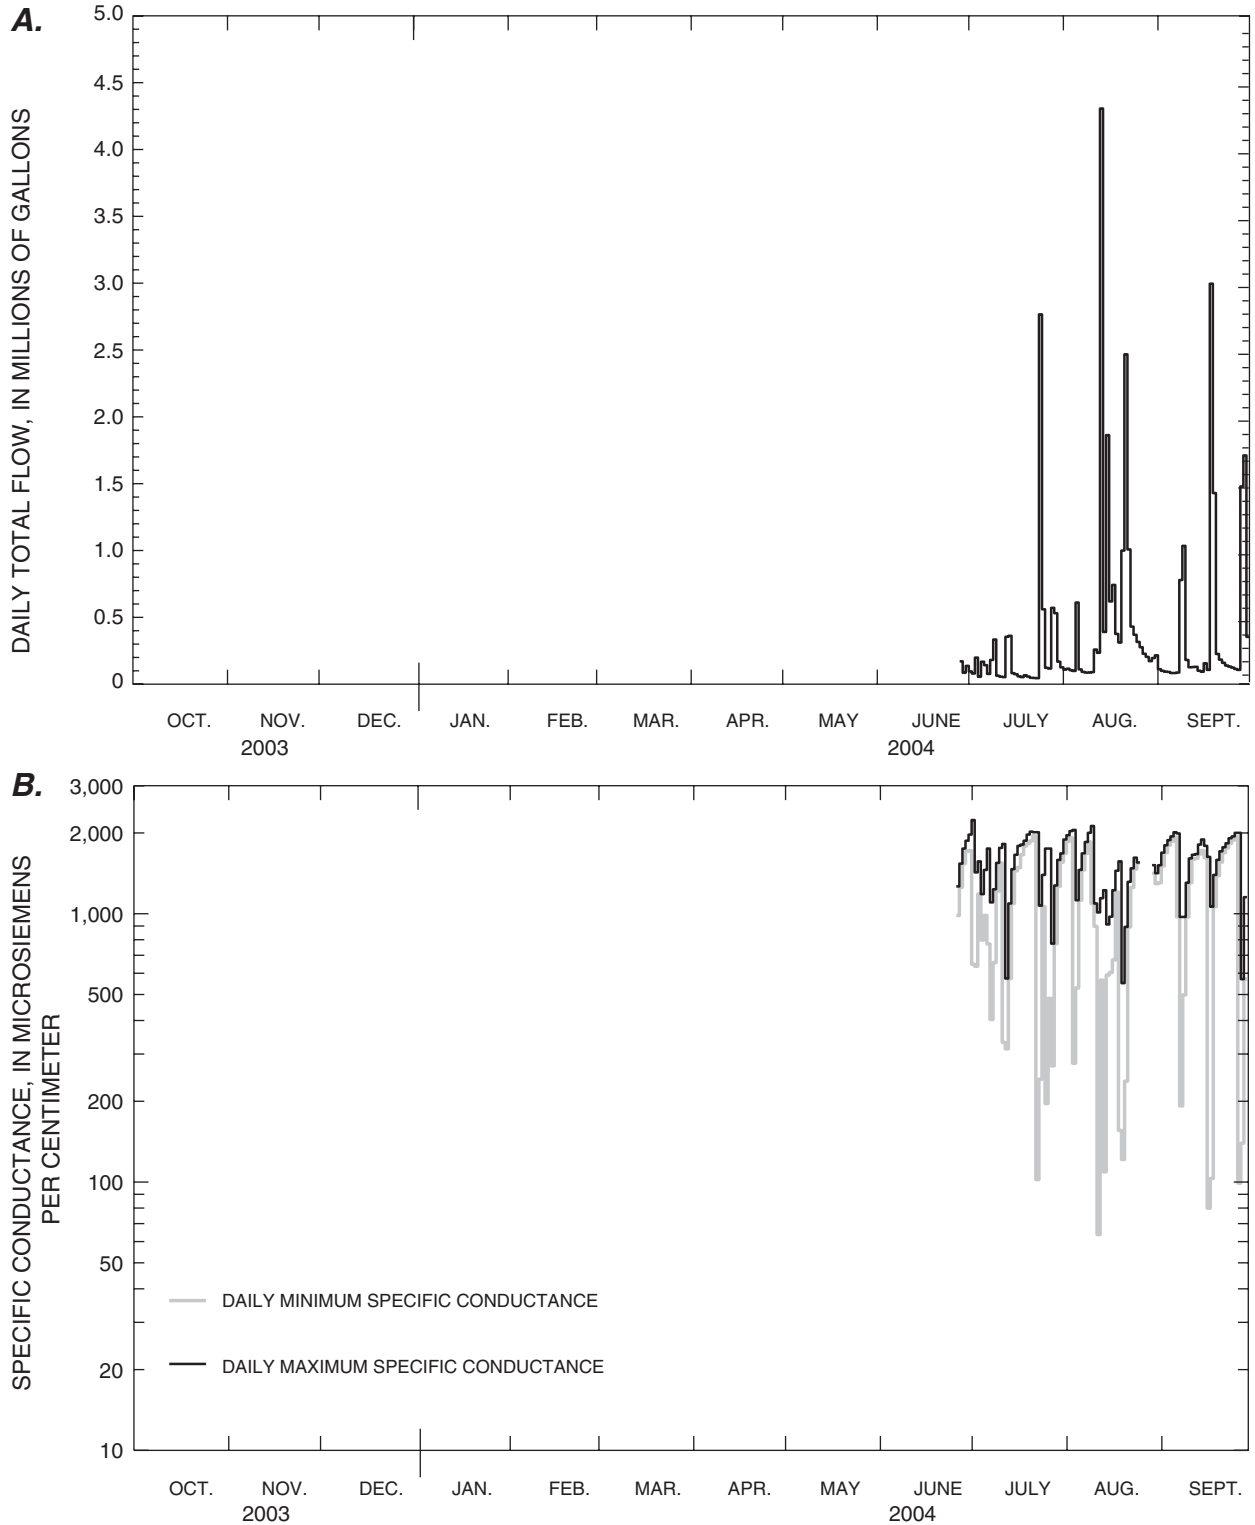 A.
DAILY TOTAL FLOW, IN MILLIONS OF GALLONS
5.0
4.5
4.0
3.5
3.0
2.5
2.0
1.5
1.0
0.5
0
OCT. NOV. DEC. JAN. FEB. MAR. APR. MAY JUNE JULY AUG. SEPT.
2003 2004
B.
SPECIFIC CONDUCTANCE, IN MICROSIEMENS
PER CENTIMETER
3,000
2,000
1,000
500
200
100
50
20
10
DAILY MINIMUM SPECIFIC CONDUCTANCE
DAILY MAXIMUM SPECIFIC CONDUCTANCE
OCT. NOV. DEC. JAN. FEB. MAR. APR. MAY JUNE JULY AUG. SEPT.
2003 2004